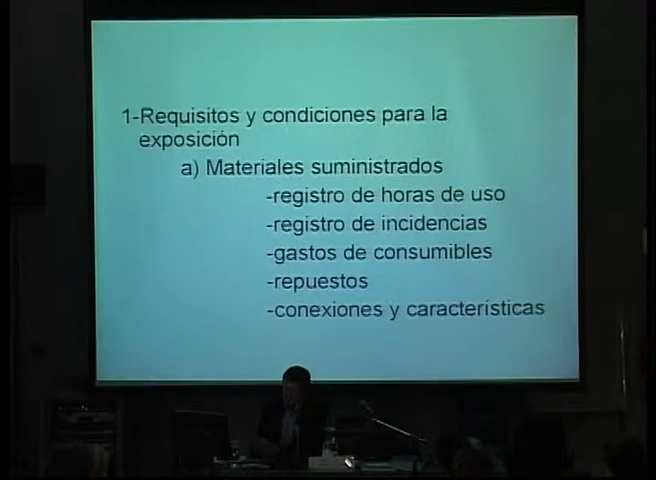 1-Requisitos y condiciones para la
exposición
a) Materiales suministrados
-registro de horas de uso
-registro de incidencias
-gastos de consumibles
-repuestos
-conexiones y características